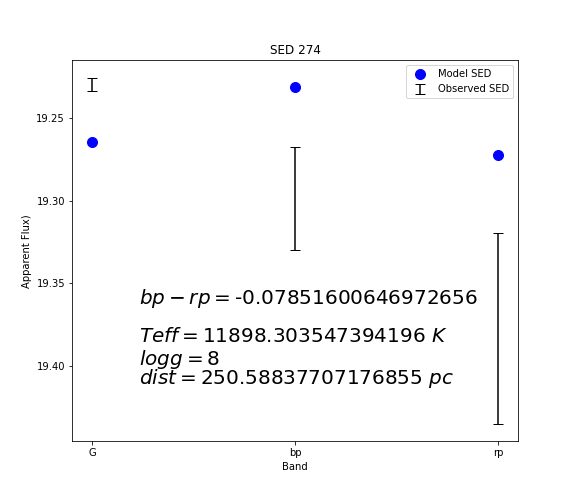 SED 274
Model SED
Observed SED
19.25
19.30
19.35
19.40
Apparent Flux)
bp − rp = -0.07851600646972656
Teff = 11898.303547394196 K
logg = 8
dist = 250.58837707176855 pc
G bp rp
Band